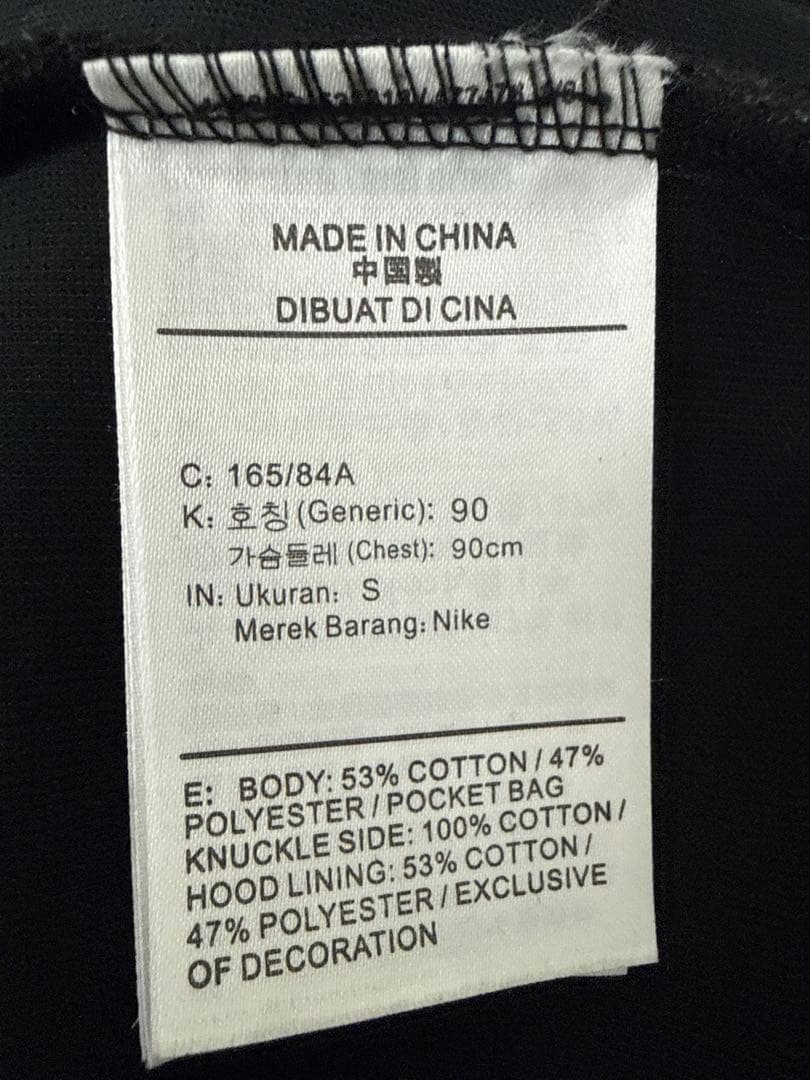 MADE IN CHINA
中国製
DIBUAT DI CINA
C: 165/84A
K: 호칭 (Generic): 90
가슴둘레 (Chest): 90cm
IN: Ukuran: S
Merek Barang: Nike
E: BODY: 53% COTTON / 47%
POLYESTER / POCKET BAG
KNUCKLE SIDE: 100% COTTON /
HOOD LINING: 53% COTTON /
47% POLYESTER / EXCLUSIVE
OF DECORATION